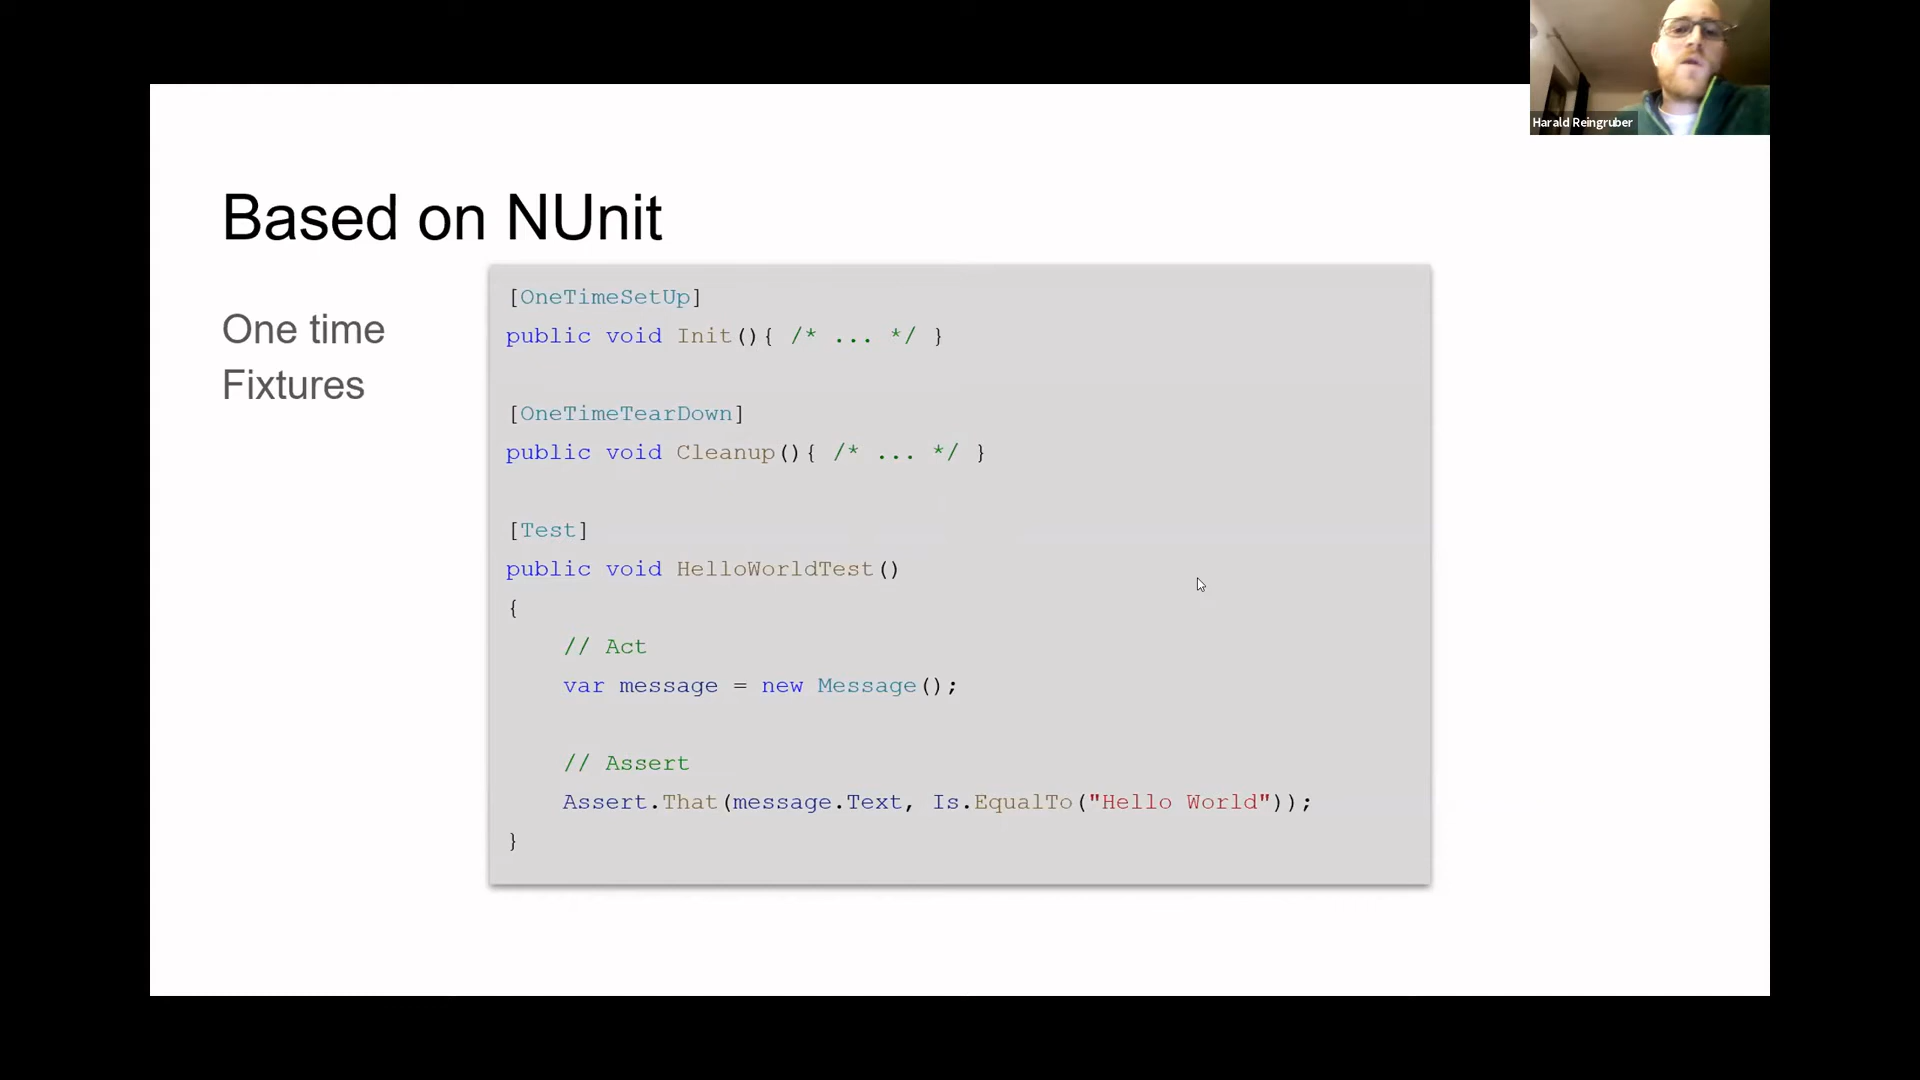 Harald Reingruber
Based on NUnit
One time
Fixtures
[OneTimeSetUp]
public void Init(){ /* ... */ }
[OneTimeTearDown]
public void Cleanup(){ /* ... */ }
[Test]
public void HelloWorldTest()
{
// Act
var message = new Message();
// Assert
Assert.That(message.Text, Is.EqualTo("Hello World"));
}